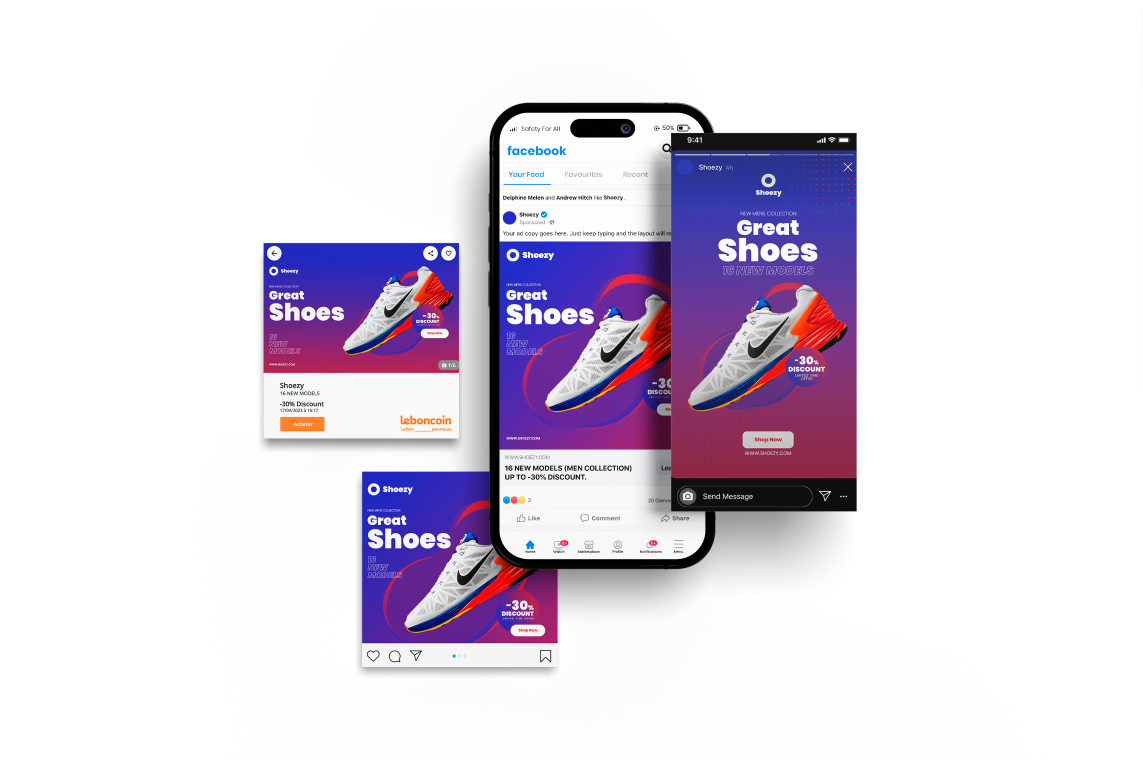 Safety For All
50%
facebook
Your Feed
Favourites
Recent
Delphine Melen and Andrew Hitch like Shoezy .
Shoezy
Sponsored ·
Your ad copy goes here. Just keep typing and the layout will re
Shoezy
NEW MENS COLLECTION
Great
Shoes
16
NEW
MODELS
-30
DISCOU
Sh
WWW.SHOEZY.COM
WWW.SHOEZY.COM
16 NEW MODELS (MEN COLLECTION)
UP TO -30% DISCOUNT.
Lea
3
20 Comm
Like
Comment
Share
Home
Watch
Marketplace
Profile
Notifications
Menu
9:41
Shoezy 4h
Shoezy
NEW MENS COLLECTION
Great
Shoes
16 NEW MODELS
-30%
DISCOUNT
LIMITED TIME
OFFER
Shop Now
WWW.SHOEZY.COM
Send Message
Shoezy
NEW MENS COLLECTION
Great
Shoes
16
NEW
MODELS
-30%
DISCOUNT
LIMITED TIME OFFER
Shop Now
WWW.SHOEZY.COM
1/6
Shoezy
16 NEW MODELS
-30% Discount
17/04/2023 à 16:17
Acheter
leboncoin
Shoezy
NEW MENS COLLECTION
Great
Shoes
16
NEW
MODELS
-30%
DISCOUNT
LIMITED TIME OFFER
Shop Now